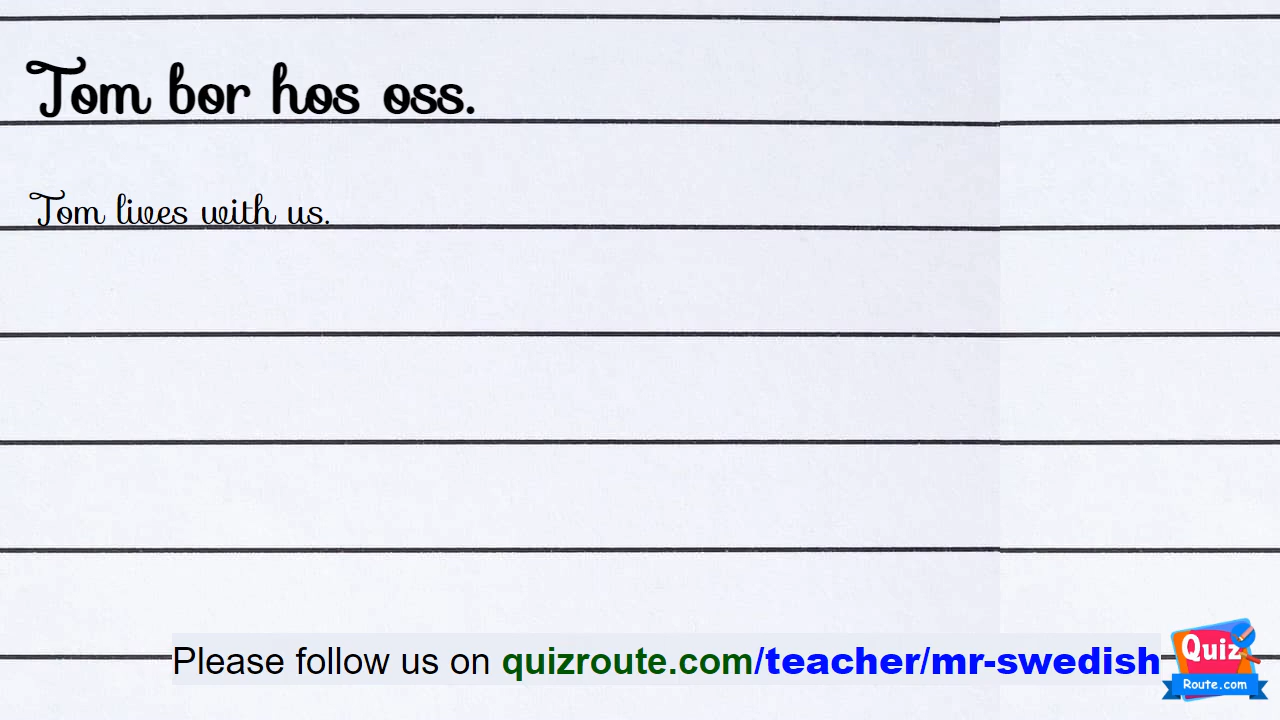 Tom bor hos oss.
Tom lives with us.
Please follow us on quizroute.com/teacher/mr-swedish
Quiz
Route.com